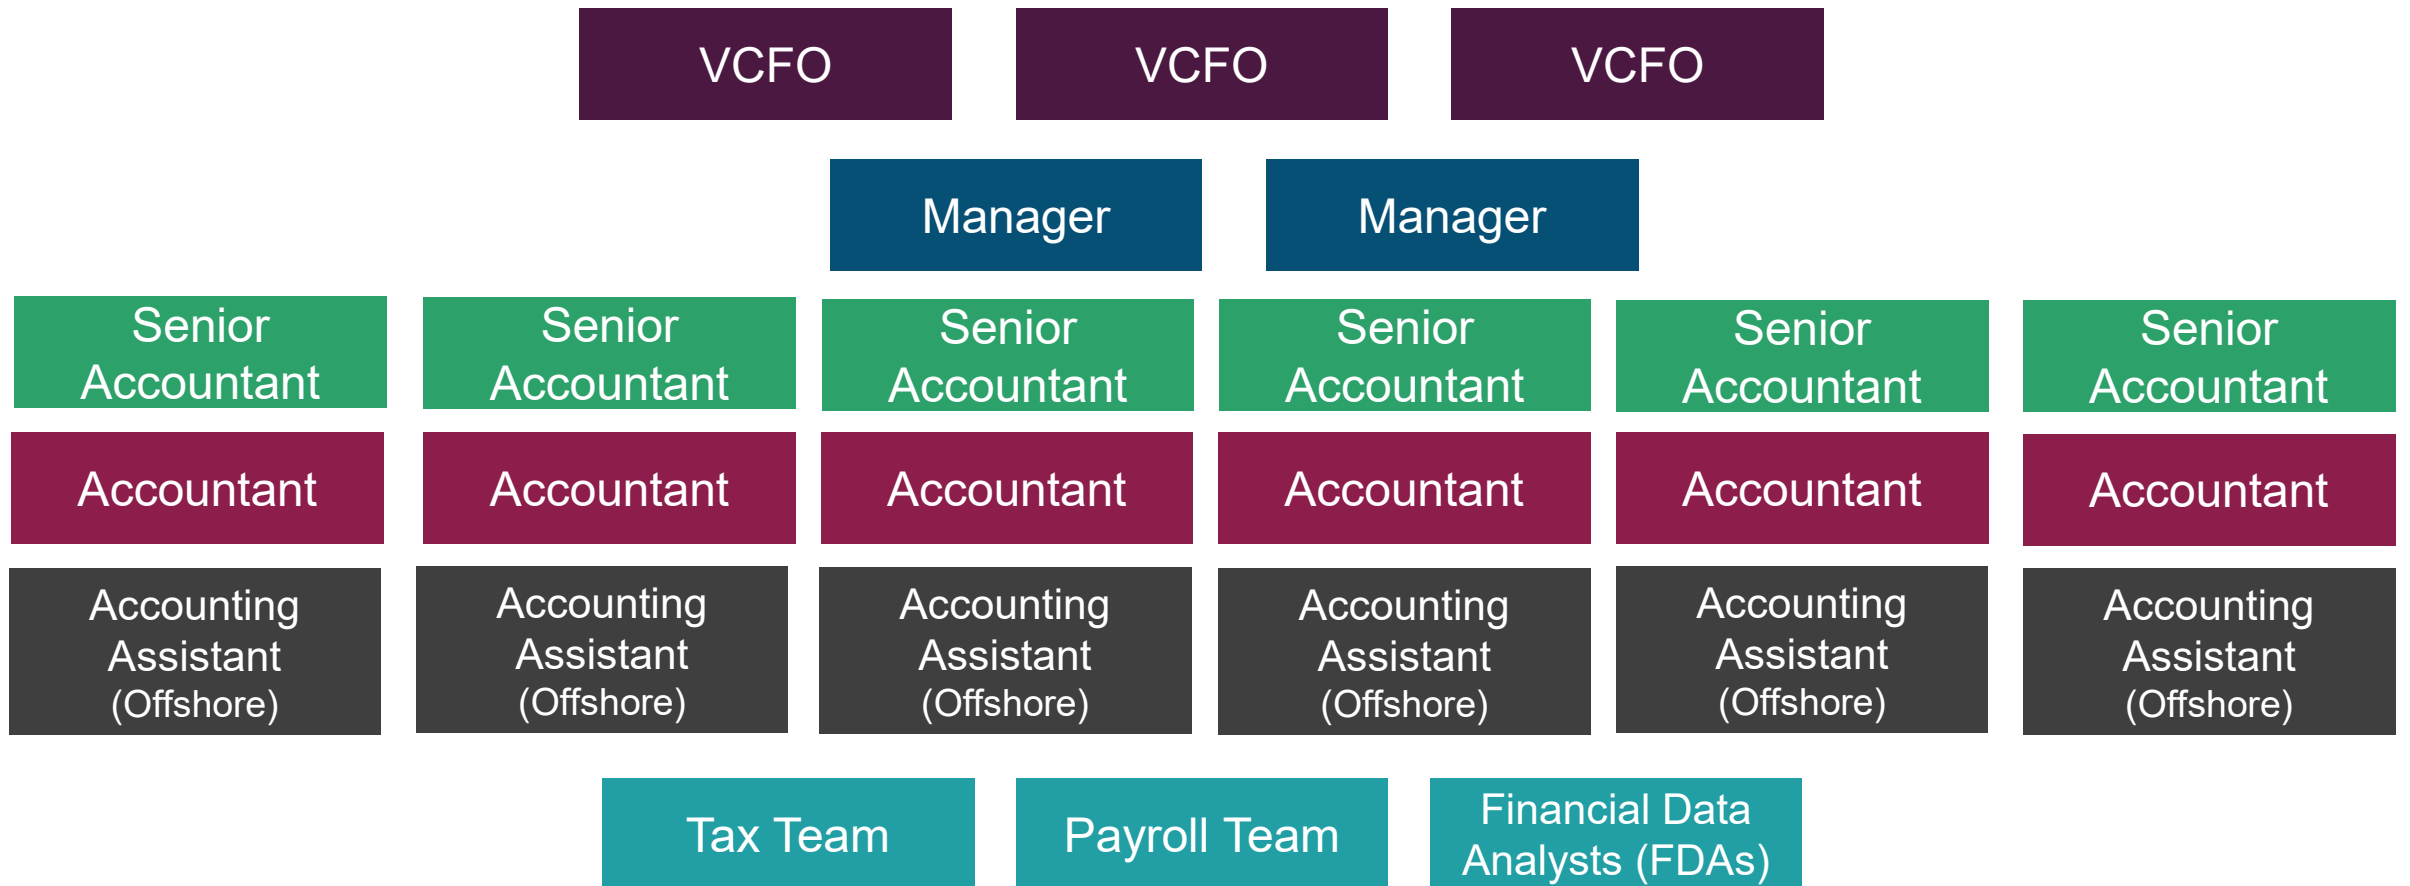 VCFO
VCFO
VCFO
Manager
Manager
Senior
Accountant
Senior
Accountant
Senior
Accountant
Senior
Accountant
Senior
Accountant
Senior
Accountant
Accountant
Accountant
Accountant
Accountant
Accountant
Accountant
Accounting
Assistant
(Offshore)
Accounting
Assistant
(Offshore)
Accounting
Assistant
(Offshore)
Accounting
Assistant
(Offshore)
Accounting
Assistant
(Offshore)
Accounting
Assistant
(Offshore)
Tax Team
Payroll Team
Financial Data
Analysts (FDAs)